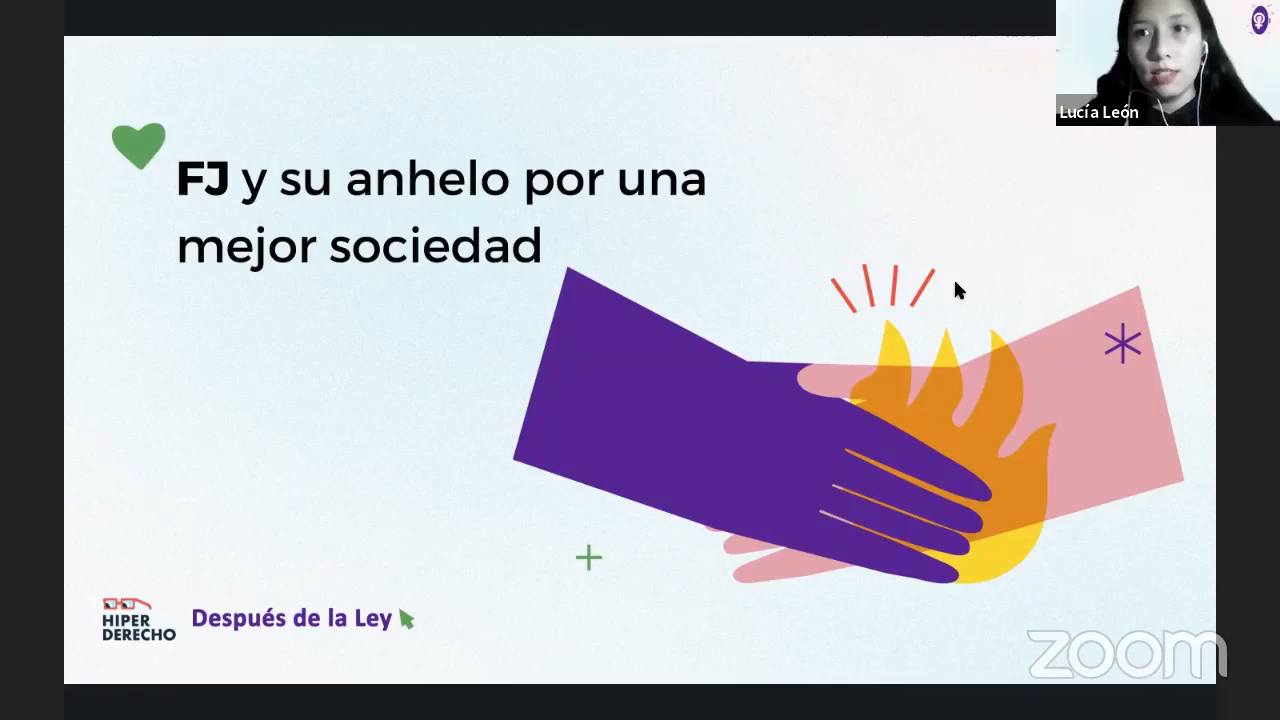 Lucía León
FJ y su anhelo por una
mejor sociedad
HIPER
DERECHO
Después de la Ley
zoom